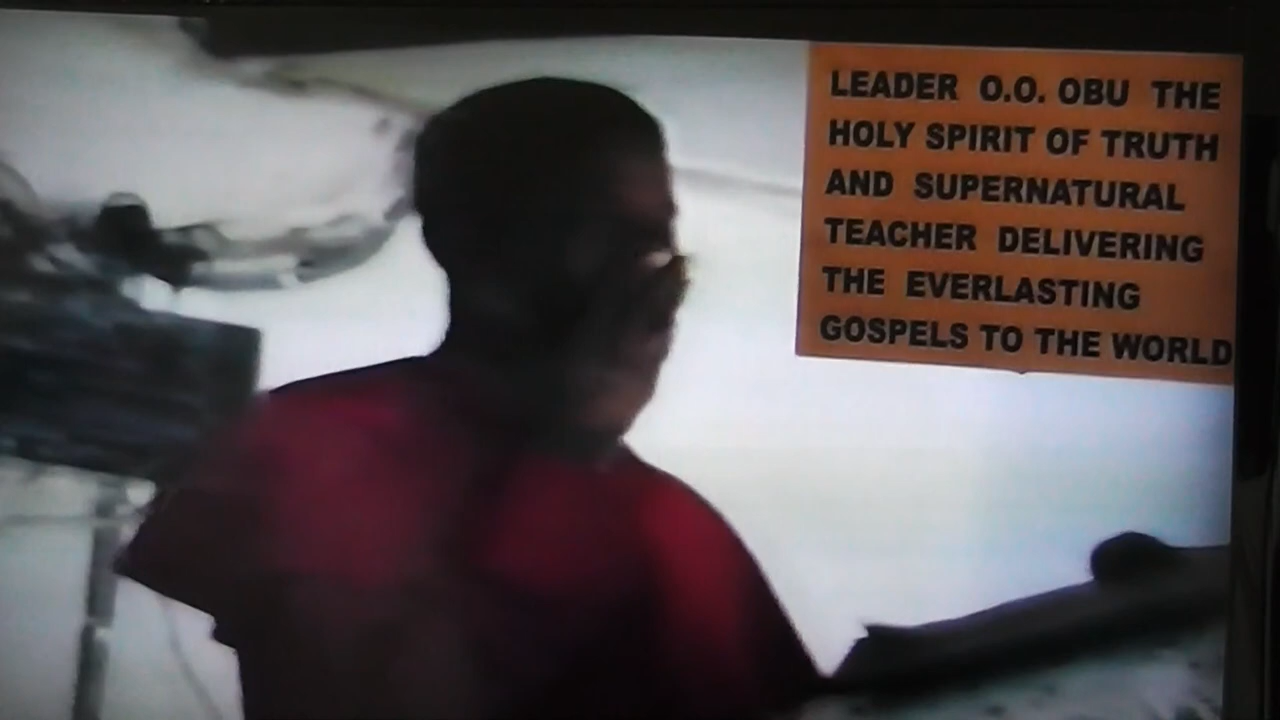 LEADER O.O. OBU THE
HOLY SPIRIT OF TRUTH
AND SUPERNATURAL
TEACHER DELIVERING
THE EVERLASTING
GOSPELS TO THE WORLD